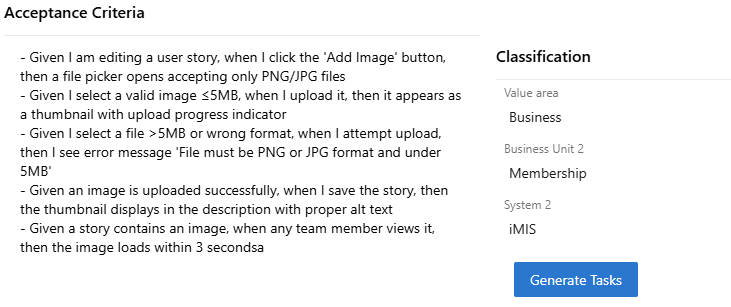 Acceptance Criteria
- Given I am editing a user story, when I click the 'Add Image' button,
then a file picker opens accepting only PNG/JPG files
- Given I select a valid image ≤5MB, when I upload it, then it appears as
a thumbnail with upload progress indicator
- Given I select a file >5MB or wrong format, when I attempt upload,
then I see error message 'File must be PNG or JPG format and under
5MB'
- Given an image is uploaded successfully, when I save the story, then
the thumbnail displays in the description with proper alt text
- Given a story contains an image, when any team member views it,
then the image loads within 3 secondsa
Classification
Value area
Business
Business Unit 2
Membership
System 2
iMIS
Generate Tasks